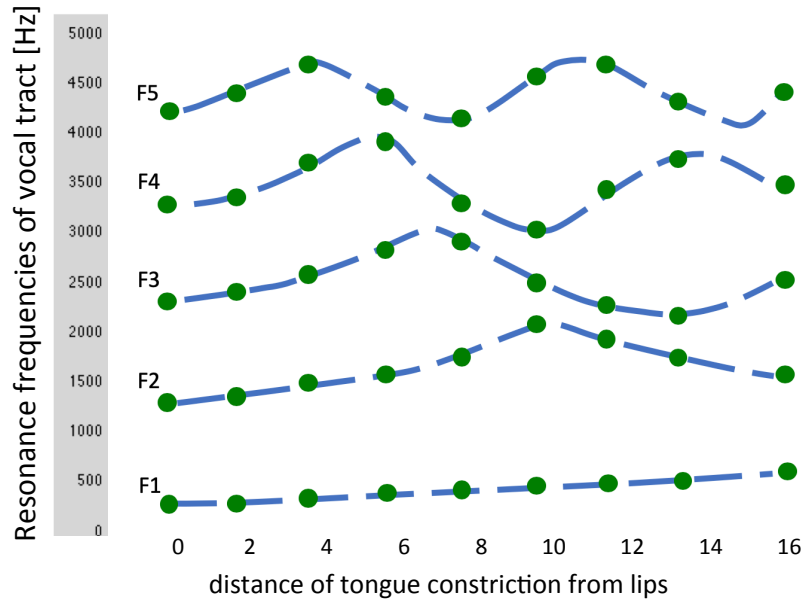 Resonance frequencies of vocal tract [Hz]
5000
4500
4000
3500
3000
2500
2000
1500
1000
500
0
F5
F4
F3
F2
F1
0 2 4 6 8 10 12 14 16
distance of tongue constriction from lips